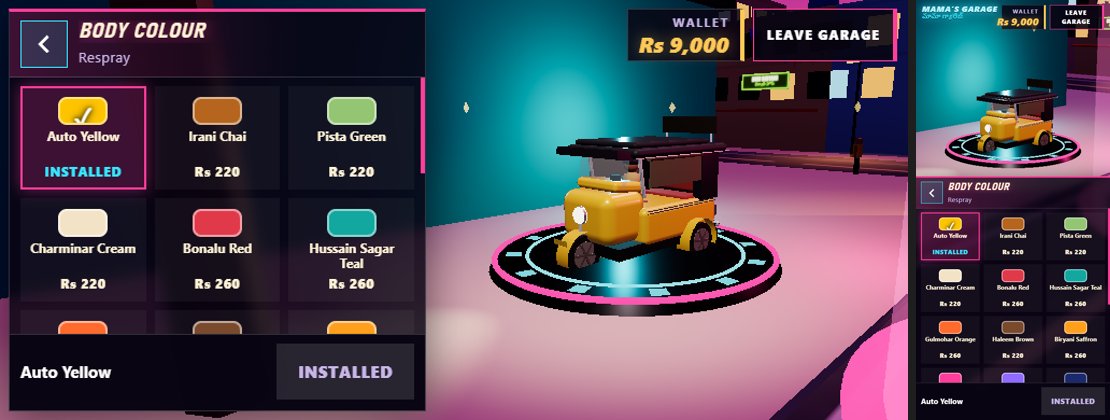 BODY COLOUR
Respray
Auto Yellow
INSTALLED
Irani Chai
Rs 220
Pista Green
Rs 220
Charminar Cream
Rs 220
Bonalu Red
Rs 260
Hussain Sagar
Teal
Rs 260
Auto Yellow
INSTALLED
WALLET
Rs 9,000
LEAVE GARAGE
MAMA'S GARAGE
WALLET
Rs 9,000
LEAVE
GARAGE
BODY COLOUR
Respray
Auto Yellow
INSTALLED
Irani Chai
Rs 220
Pista Green
Rs 220
Charminar Cream
Rs 220
Bonalu Red
Rs 260
Hussain Sagar Teal
Rs 260
Gulmohar Orange
Rs 260
Haleem Brown
Rs 220
Biryani Saffron
Rs 260
Auto Yellow
INSTALLED